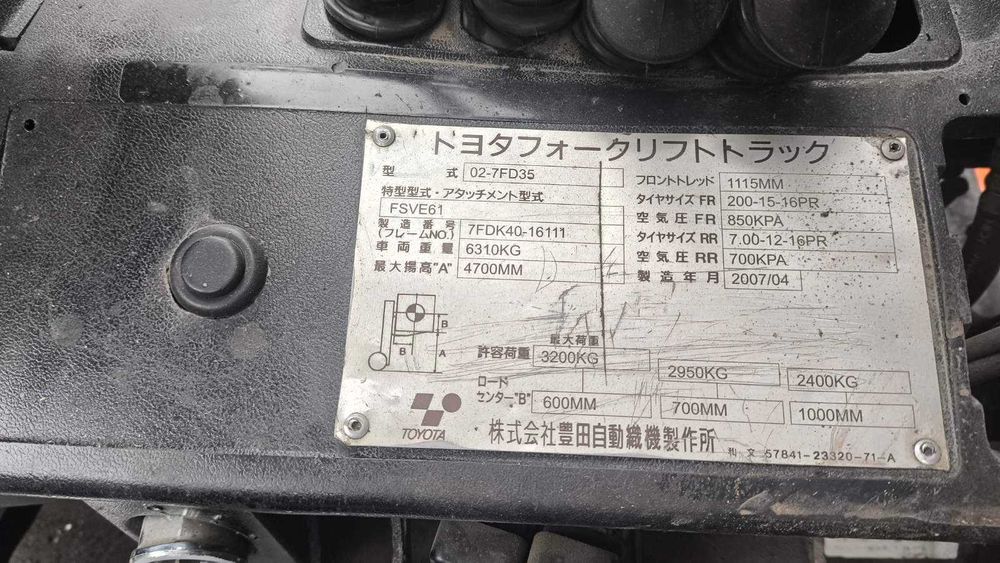 トヨタフォークリフトトラック
型 式 02-7FD35
特型型式・アタッチメント型式
FSVE61
製造番号
(フレームNO.) 7FDK40-16111
車両重量 6310KG
最大揚高"A" 4700MM
フロントトレッド 1115MM
タイヤサイズ FR 200-15-16PR
空気圧 FR 850KPA
タイヤサイズ RR 7.00-12-16PR
空気圧 RR 700KPA
製造年月 2007/04
B
B A
最大荷重
許容荷重 3200KG 2950KG 2400KG
ロード
センター"B" 600MM 700MM 1000MM
TOYOTA 株式会社豊田自動織機製作所 和文 57841-23320-71-A